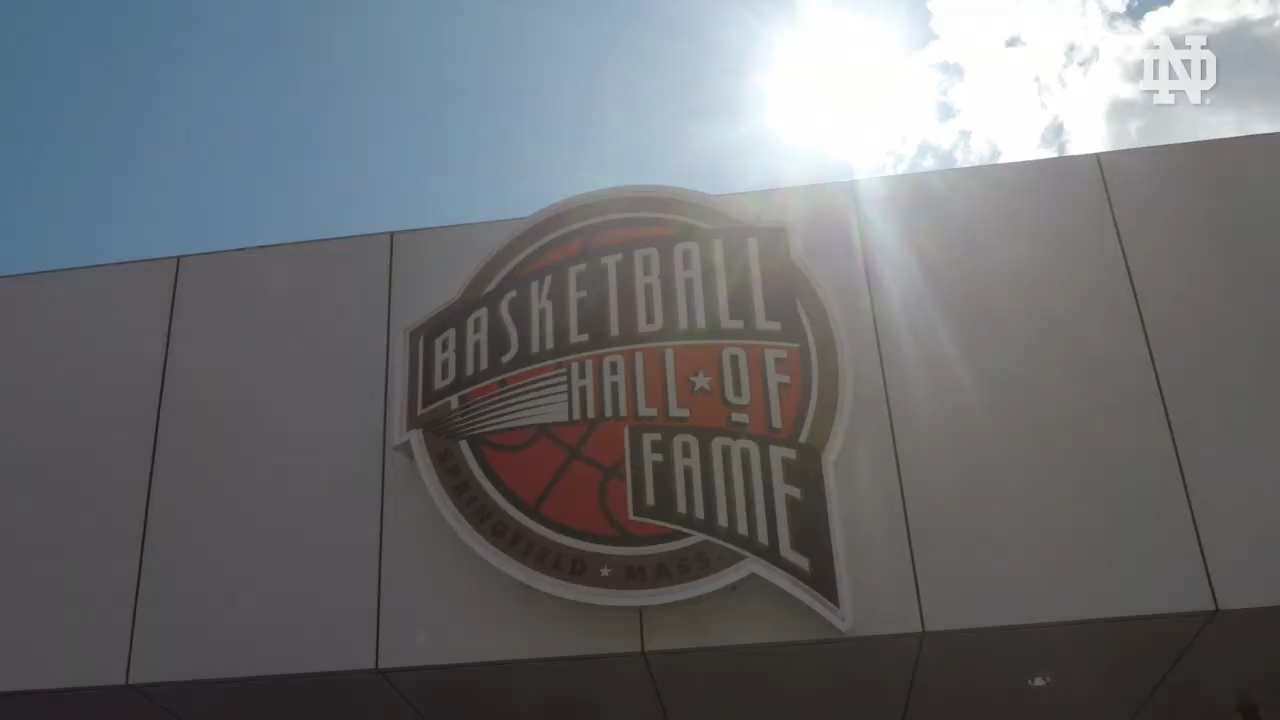 ND
BASKETBALL
HALL ★ OF
FAME
SPRINGFIELD ★ MASS.